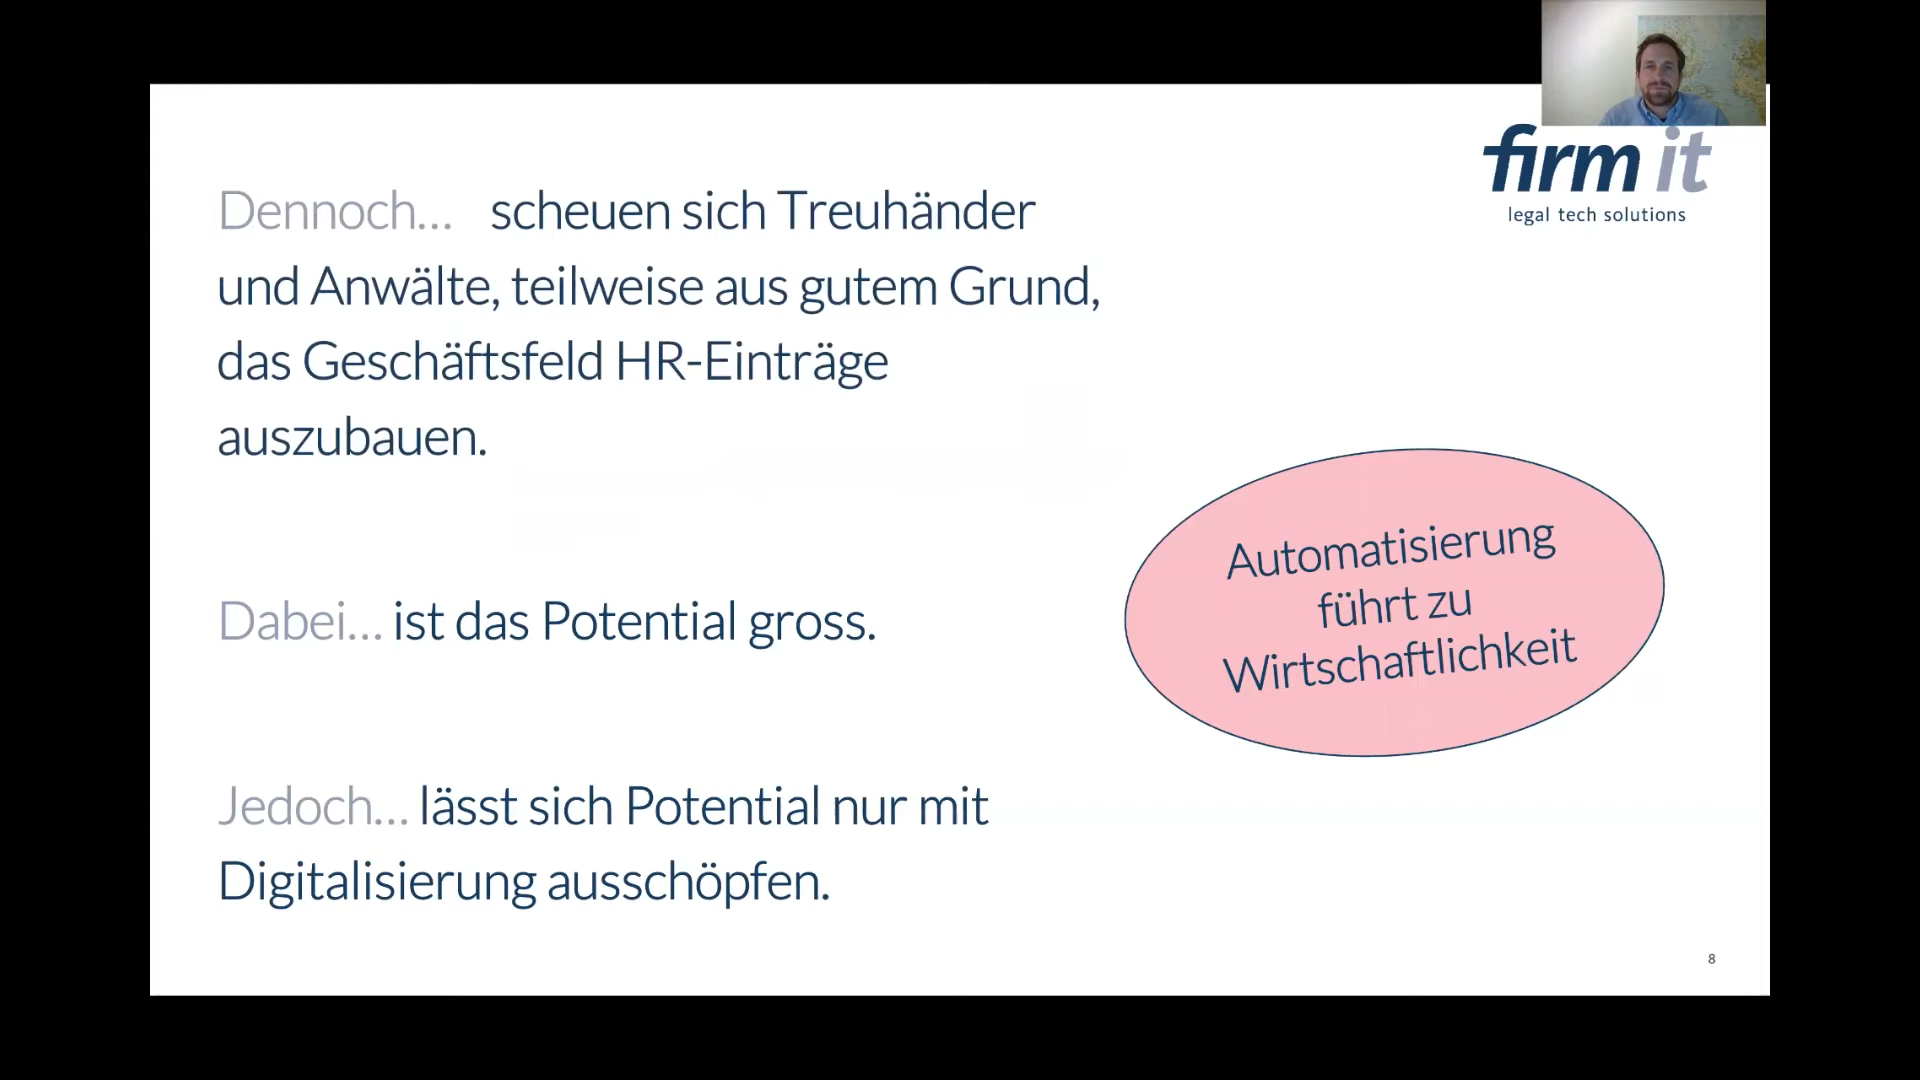 firm it
legal tech solutions
Dennoch... scheuen sich Treuhänder
und Anwälte, teilweise aus gutem Grund,
das Geschäftsfeld HR-Einträge
auszubauen.
Dabei... ist das Potential gross.
Jedoch... lässt sich Potential nur mit
Digitalisierung ausschöpfen.
Automatisierung
führt zu
Wirtschaftlichkeit
8